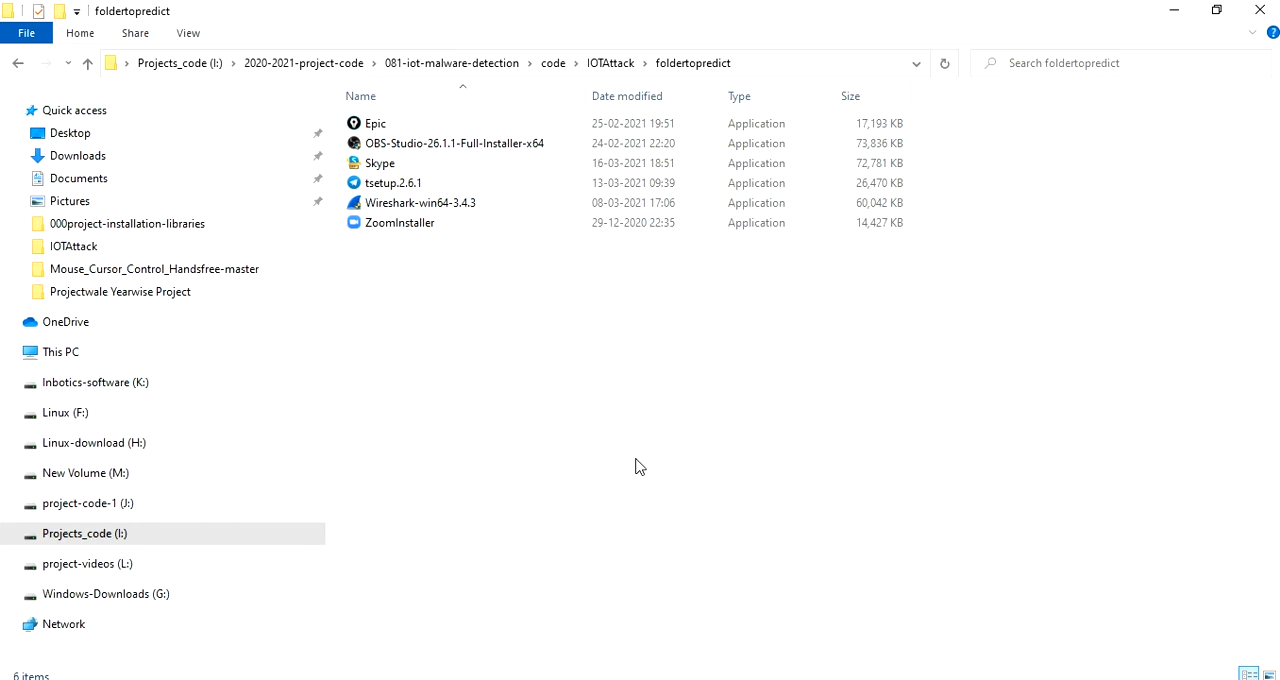 foldertopredict
File Home Share View
Projects_code (I:) › 2020-2021-project-code › 081-iot-malware-detection › code › IOTAttack › foldertopredict
Search foldertopredict
Name Date modified Type Size
Epic 25-02-2021 19:51 Application 17,193 KB
OBS-Studio-26.1.1-Full-Installer-x64 24-02-2021 22:20 Application 73,836 KB
Skype 16-03-2021 18:51 Application 72,781 KB
tsetup.2.6.1 13-03-2021 09:39 Application 26,470 KB
Wireshark-win64-3.4.3 08-03-2021 17:06 Application 60,042 KB
ZoomInstaller 29-12-2020 22:35 Application 14,427 KB
Quick access
Desktop
Downloads
Documents
Pictures
000project-installation-libraries
IOTAttack
Mouse_Cursor_Control_Handsfree-master
Projectwale Yearwise Project
OneDrive
This PC
Inbotics-software (K:)
Linux (F:)
Linux-download (H:)
New Volume (M:)
project-code-1 (J:)
Projects_code (I:)
project-videos (L:)
Windows-Downloads (G:)
Network
6 items